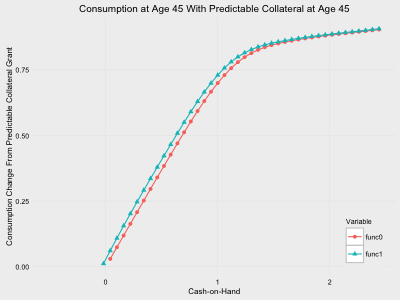 Consumption at Age 45 With Predictable Collateral at Age 45
Consumption Change From Predictable Collateral Grant
0.75
0.50
0.25
0.00
0
1
2
Cash-on-Hand
Variable
func0
func1